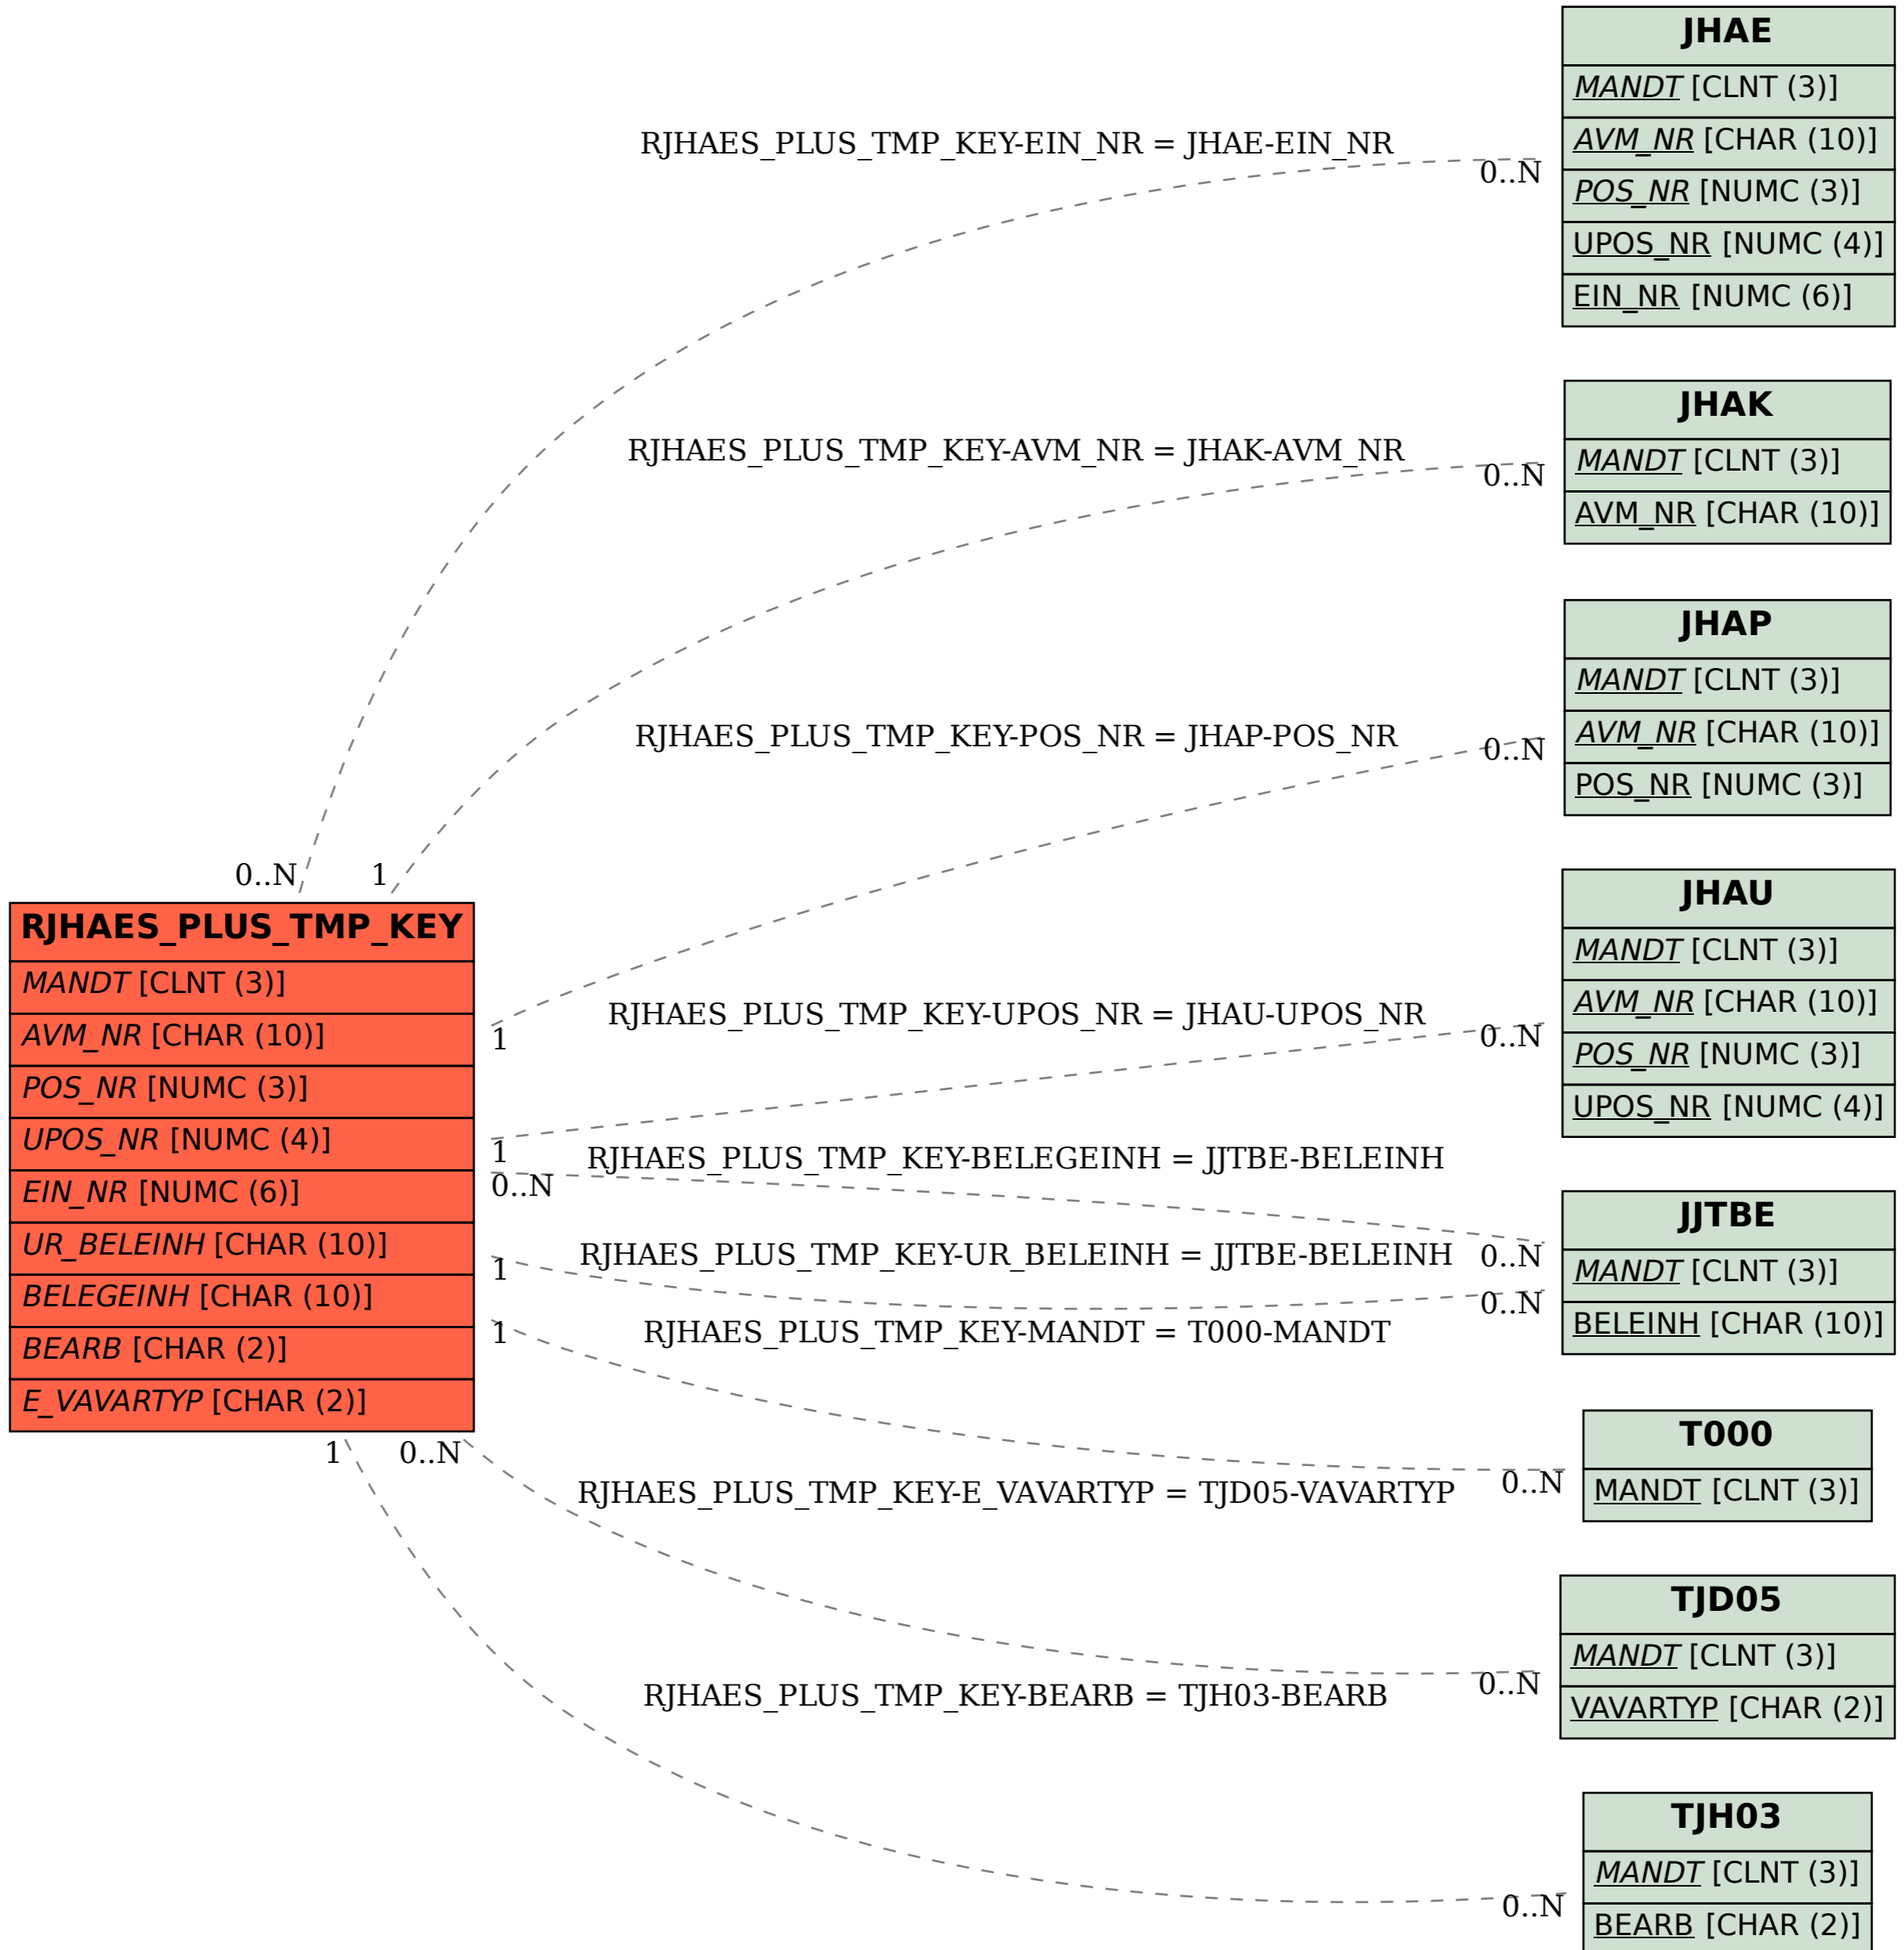 JHAE
MANDT [CLNT (3)]
AVM_NR [CHAR (10)]
POS_NR [NUMC (3)]
UPOS_NR [NUMC (4)]
EIN_NR [NUMC (6)]
RJHAES_PLUS_TMP_KEY-EIN_NR = JHAE-EIN_NR
0..N
JHAK
MANDT [CLNT (3)]
AVM_NR [CHAR (10)]
RJHAES_PLUS_TMP_KEY-AVM_NR = JHAK-AVM_NR
0..N
JHAP
MANDT [CLNT (3)]
AVM_NR [CHAR (10)]
POS_NR [NUMC (3)]
RJHAES_PLUS_TMP_KEY-POS_NR = JHAP-POS_NR
0..N
0..N
1
RJHAES_PLUS_TMP_KEY
MANDT [CLNT (3)]
AVM_NR [CHAR (10)]
POS_NR [NUMC (3)]
UPOS_NR [NUMC (4)]
EIN_NR [NUMC (6)]
UR_BELEINH [CHAR (10)]
BELEGEINH [CHAR (10)]
BEARB [CHAR (2)]
E_VAVARTYP [CHAR (2)]
1
RJHAES_PLUS_TMP_KEY-UPOS_NR = JHAU-UPOS_NR
0..N
JHAU
MANDT [CLNT (3)]
AVM_NR [CHAR (10)]
POS_NR [NUMC (3)]
UPOS_NR [NUMC (4)]
1
RJHAES_PLUS_TMP_KEY-BELEGEINH = JJTBE-BELEINH
0..N
RJHAES_PLUS_TMP_KEY-UR_BELEINH = JJTBE-BELEINH
0..N
1
0..N
JJTBE
MANDT [CLNT (3)]
BELEINH [CHAR (10)]
1
RJHAES_PLUS_TMP_KEY-MANDT = T000-MANDT
0..N
T000
MANDT [CLNT (3)]
1
0..N
RJHAES_PLUS_TMP_KEY-E_VAVARTYP = TJD05-VAVARTYP
0..N
TJD05
MANDT [CLNT (3)]
VAVARTYP [CHAR (2)]
RJHAES_PLUS_TMP_KEY-BEARB = TJH03-BEARB
0..N
TJH03
MANDT [CLNT (3)]
BEARB [CHAR (2)]